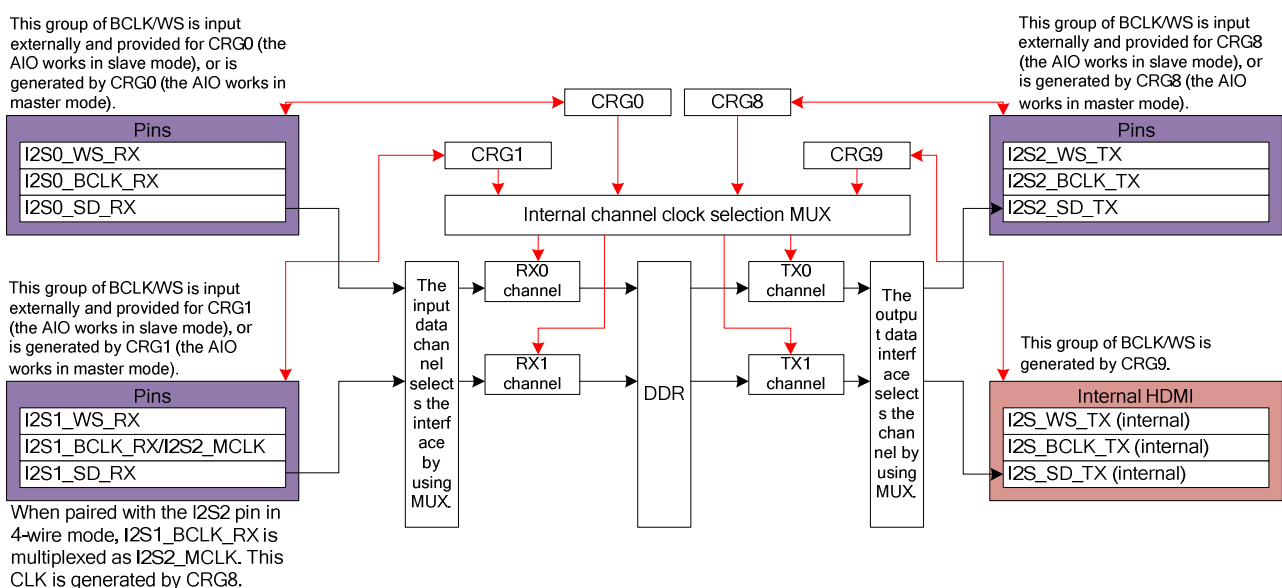 This group of BCLK/WS is input
externally and provided for CRG0 (the
AIO works in slave mode), or is
generated by CRG0 (the AIO works in
master mode).
Pins
I2S0_WS_RX
I2S0_BCLK_RX
I2S0_SD_RX
This group of BCLK/WS is input
externally and provided for CRG1
(the AIO works in slave mode), or
is generated by CRG1 (the AIO
works in master mode).
Pins
I2S1_WS_RX
I2S1_BCLK_RX/I2S2_MCLK
I2S1_SD_RX
When paired with the I2S2 pin in
4-wire mode, I2S1_BCLK_RX is
multiplexed as I2S2_MCLK. This
CLK is generated by CRG8.
CRG0
CRG8
CRG1
CRG9
Internal channel clock selection MUX
The
input
data
chan
nel
select
s the
interf
ace
by
using
MUX.
RX0
channel
RX1
channel
DDR
TX0
channel
TX1
channel
The
outpu
t data
interf
ace
select
s the
chan
nel by
using
MUX.
This group of BCLK/WS is input
externally and provided for CRG8
(the AIO works in slave mode), or
is generated by CRG8 (the AIO
works in master mode).
Pins
I2S2_WS_TX
I2S2_BCLK_TX
I2S2_SD_TX
This group of BCLK/WS is
generated by CRG9.
Internal HDMI
I2S_WS_TX (internal)
I2S_BCLK_TX (internal)
I2S_SD_TX (internal)